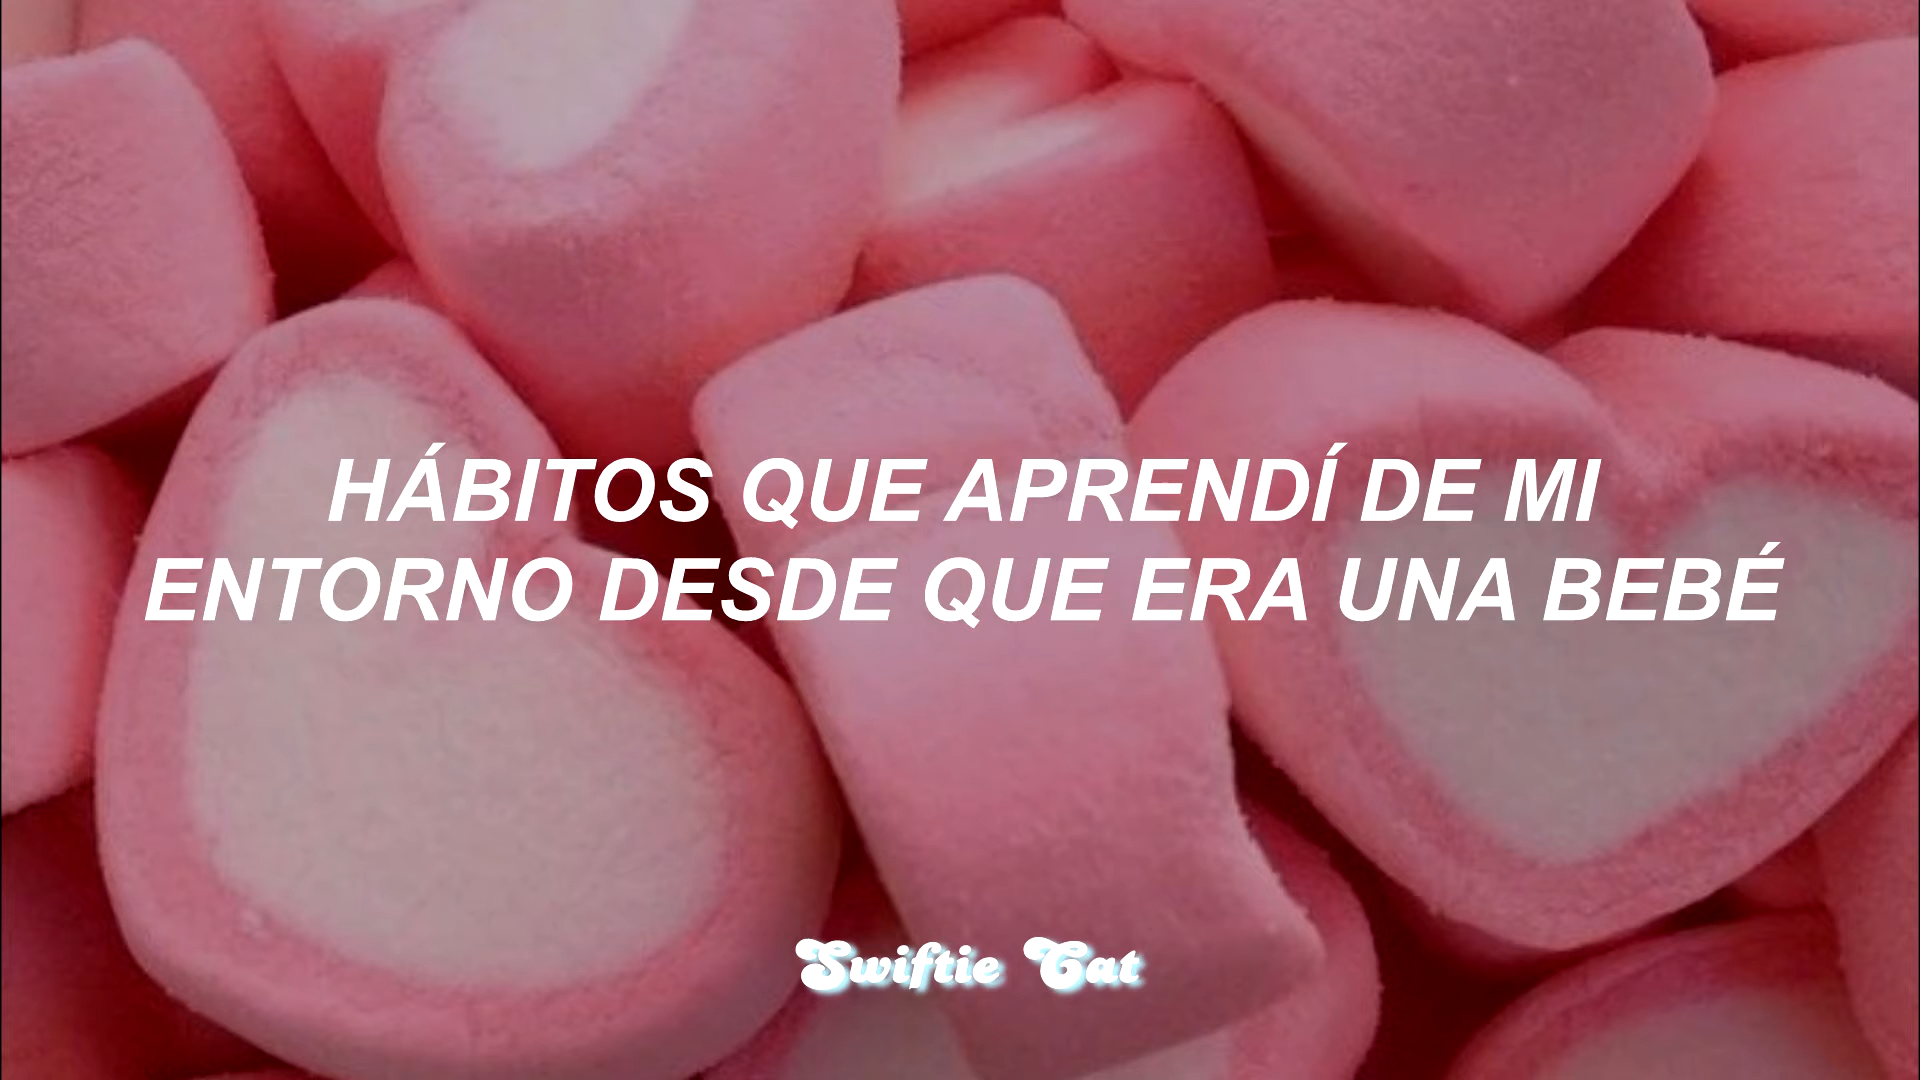 HÁBITOS QUE APRENDÍ DE MI
ENTORNO DESDE QUE ERA UNA BEBÉ
Swiftie Cat